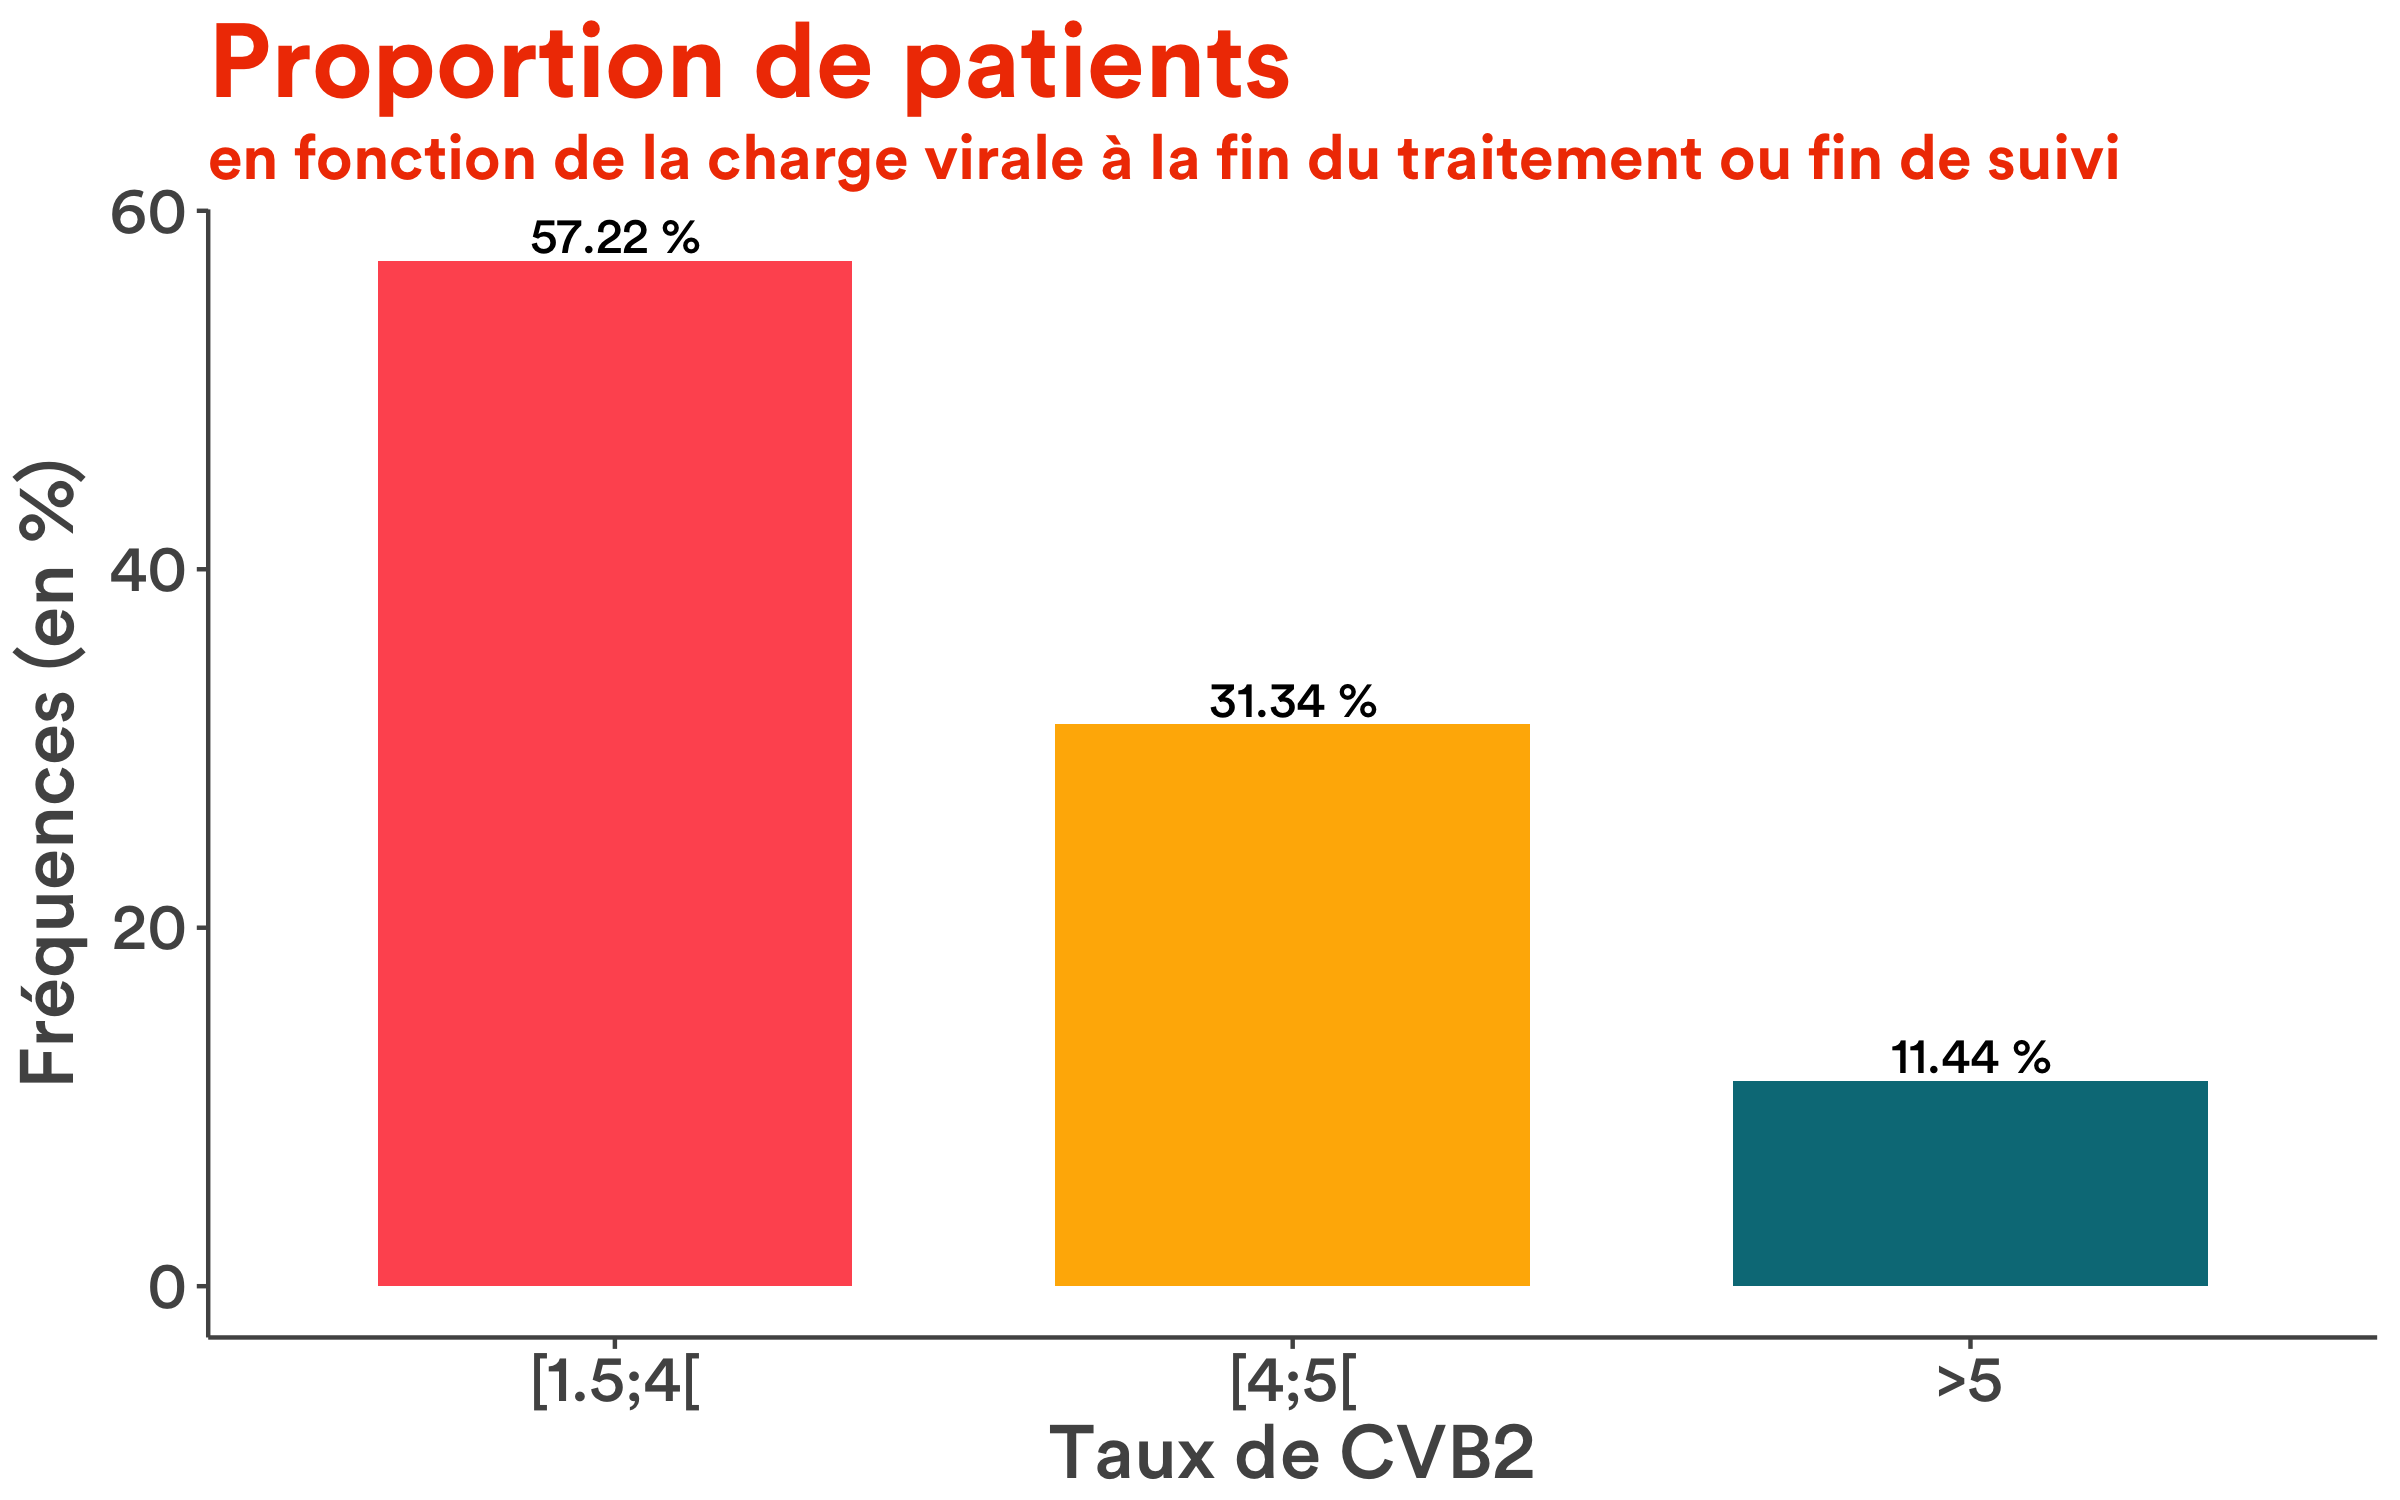 Proportion de patients
en fonction de la charge virale à la fin du traitement ou fin de suivi
Fréquences (en %)
60
40
20
0
57.22 %
31.34 %
11.44 %
[1.5;4[
[4;5[
>5
Taux de CVB2